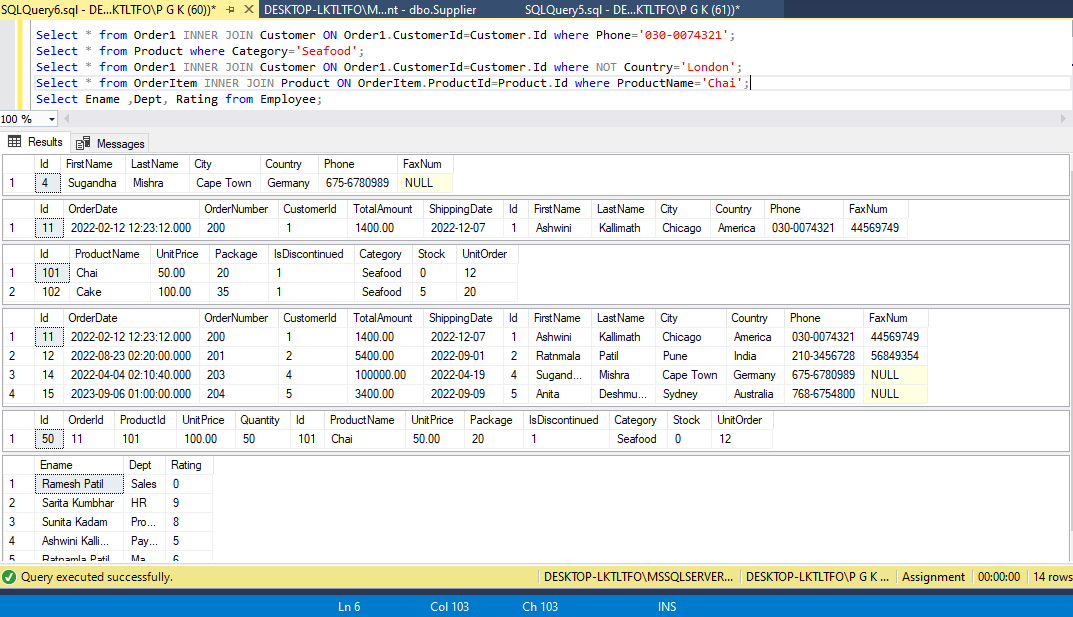 SQLQuery6.sql - DE...KTLTFO\P G K (60))* DESKTOP-LKTLTFO\M...nt - dbo.Supplier SQLQuery5.sql - DE...KTLTFO\P G K (61))*
Select * from Order1 INNER JOIN Customer ON Order1.CustomerId=Customer.Id where Phone='030-0074321';
Select * from Product where Category='Seafood';
Select * from Order1 INNER JOIN Customer ON Order1.CustomerId=Customer.Id where NOT Country='London';
Select * from OrderItem INNER JOIN Product ON OrderItem.ProductId=Product.Id where ProductName='Chai';
Select Ename ,Dept, Rating from Employee;
100 %
Results Messages
Id FirstName LastName City Country Phone FaxNum
1 4 Sugandha Mishra Cape Town Germany 675-6780989 NULL
Id OrderDate OrderNumber CustomerId TotalAmount ShippingDate Id FirstName LastName City Country Phone FaxNum
1 11 2022-02-12 12:23:12.000 200 1 1400.00 2022-12-07 1 Ashwini Kallimath Chicago America 030-0074321 44569749
Id ProductName UnitPrice Package IsDiscontinued Category Stock UnitOrder
1 101 Chai 50.00 20 1 Seafood 0 12
2 102 Cake 100.00 35 1 Seafood 5 20
Id OrderDate OrderNumber CustomerId TotalAmount ShippingDate Id FirstName LastName City Country Phone FaxNum
1 11 2022-02-12 12:23:12.000 200 1 1400.00 2022-12-07 1 Ashwini Kallimath Chicago America 030-0074321 44569749
2 12 2022-08-23 02:20:00.000 201 2 5400.00 2022-09-01 2 Ratnmala Patil Pune India 210-3456728 56849354
3 14 2022-04-04 02:10:40.000 203 4 100000.00 2022-04-19 4 Sugand... Mishra Cape Town Germany 675-6780989 NULL
4 15 2023-09-06 01:00:00.000 204 5 3400.00 2022-09-09 5 Anita Deshmu... Sydney Australia 768-6754800 NULL
Id OrderId ProductId UnitPrice Quantity Id ProductName UnitPrice Package IsDiscontinued Category Stock UnitOrder
1 50 11 101 100.00 50 101 Chai 50.00 20 1 Seafood 0 12
Ename Dept Rating
1 Ramesh Patil Sales 0
2 Sarita Kumbhar HR 9
3 Sunita Kadam Pro... 8
4 Ashwini Kalli... Pay... 5
5 Ratnamla Patil Ma 6
Query executed successfully. DESKTOP-LKTLTFO\MSSQLSERVER... DESKTOP-LKTLTFO\P G K ... Assignment 00:00:00 14 rows
Ln 6 Col 103 Ch 103 INS